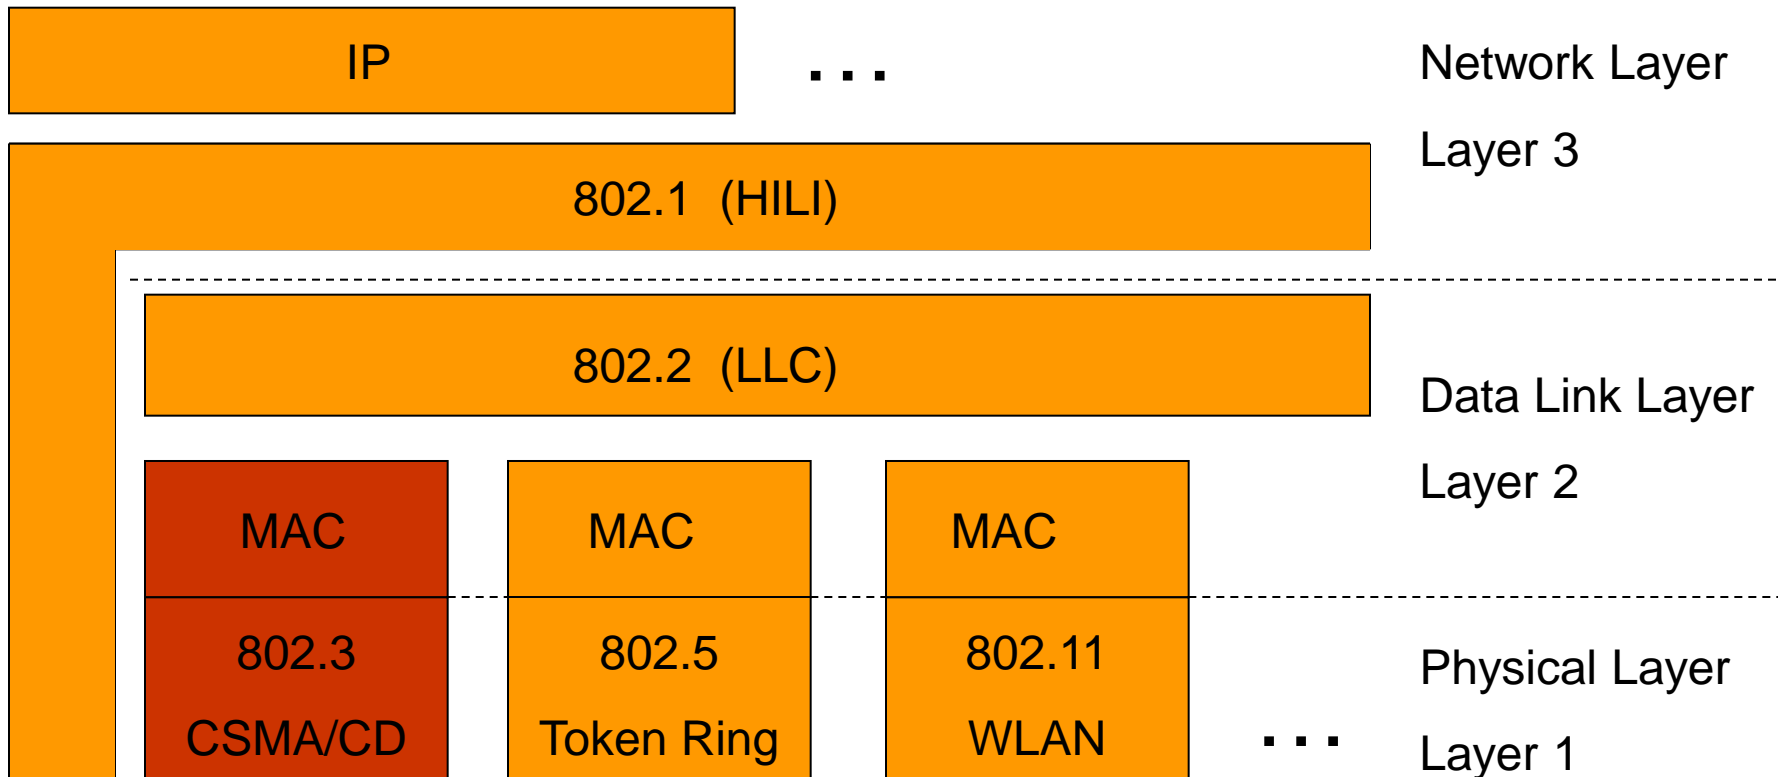 IP
. . .
Network Layer
Layer 3
802.1 (HILI)
802.2 (LLC)
Data Link Layer
Layer 2
MAC
MAC
MAC
802.3
CSMA/CD
802.5
Token Ring
802.11
WLAN
. . .
Physical Layer
Layer 1